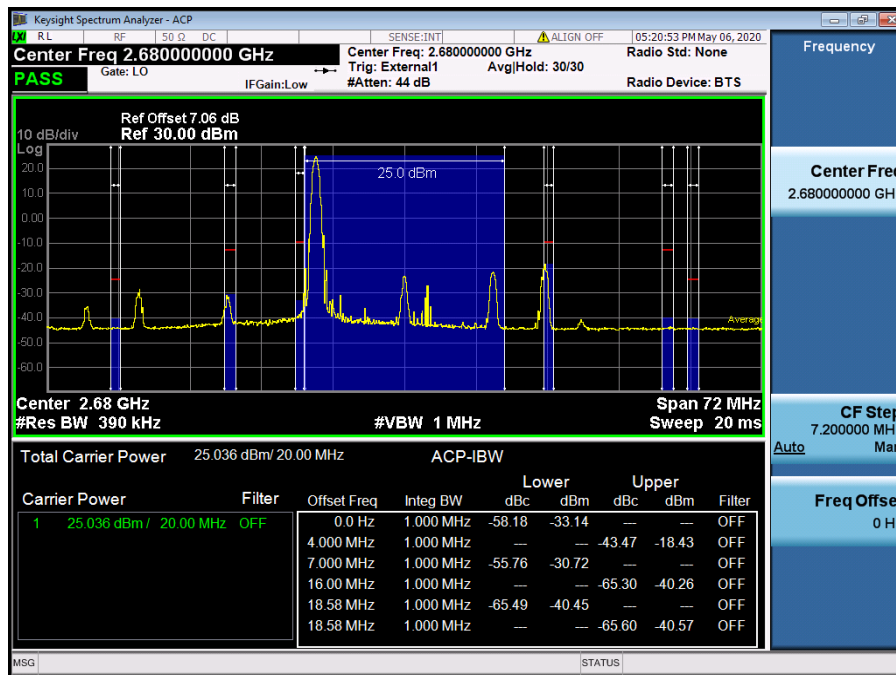 Keysight Spectrum Analyzer - ACP
LXI RL RF 50 Ω DC SENSE:INT ALIGN OFF 05:20:53 PM May 06, 2020
Center Freq 2.680000000 GHz
Center Freq: 2.680000000 GHz Radio Std: None
Gate: LO Trig: External1 Avg|Hold: 30/30
PASS IFGain:Low #Atten: 44 dB Radio Device: BTS
Ref Offset 7.06 dB
10 dB/div Ref 30.00 dBm
Log
20.0
25.0 dBm
10.0
0.00
-10.0
-20.0
-30.0
-40.0
Average
-50.0
-60.0
Center 2.68 GHz Span 72 MHz
#Res BW 390 kHz #VBW 1 MHz Sweep 20 ms
Total Carrier Power 25.036 dBm/ 20.00 MHz ACP-IBW
Lower Upper
Carrier Power Filter Offset Freq Integ BW dBc dBm dBc dBm Filter
1 25.036 dBm / 20.00 MHz OFF 0.0 Hz 1.000 MHz -58.18 -33.14 --- --- OFF
4.000 MHz 1.000 MHz --- --- -43.47 -18.43 OFF
7.000 MHz 1.000 MHz -55.76 -30.72 --- --- OFF
16.00 MHz 1.000 MHz --- --- -65.30 -40.26 OFF
18.58 MHz 1.000 MHz -65.49 -40.45 --- --- OFF
18.58 MHz 1.000 MHz --- --- -65.60 -40.57 OFF
MSG STATUS
Frequency
Center Freq
2.680000000 GH
CF Step
7.200000 MH
Auto Man
Freq Offse
0 H